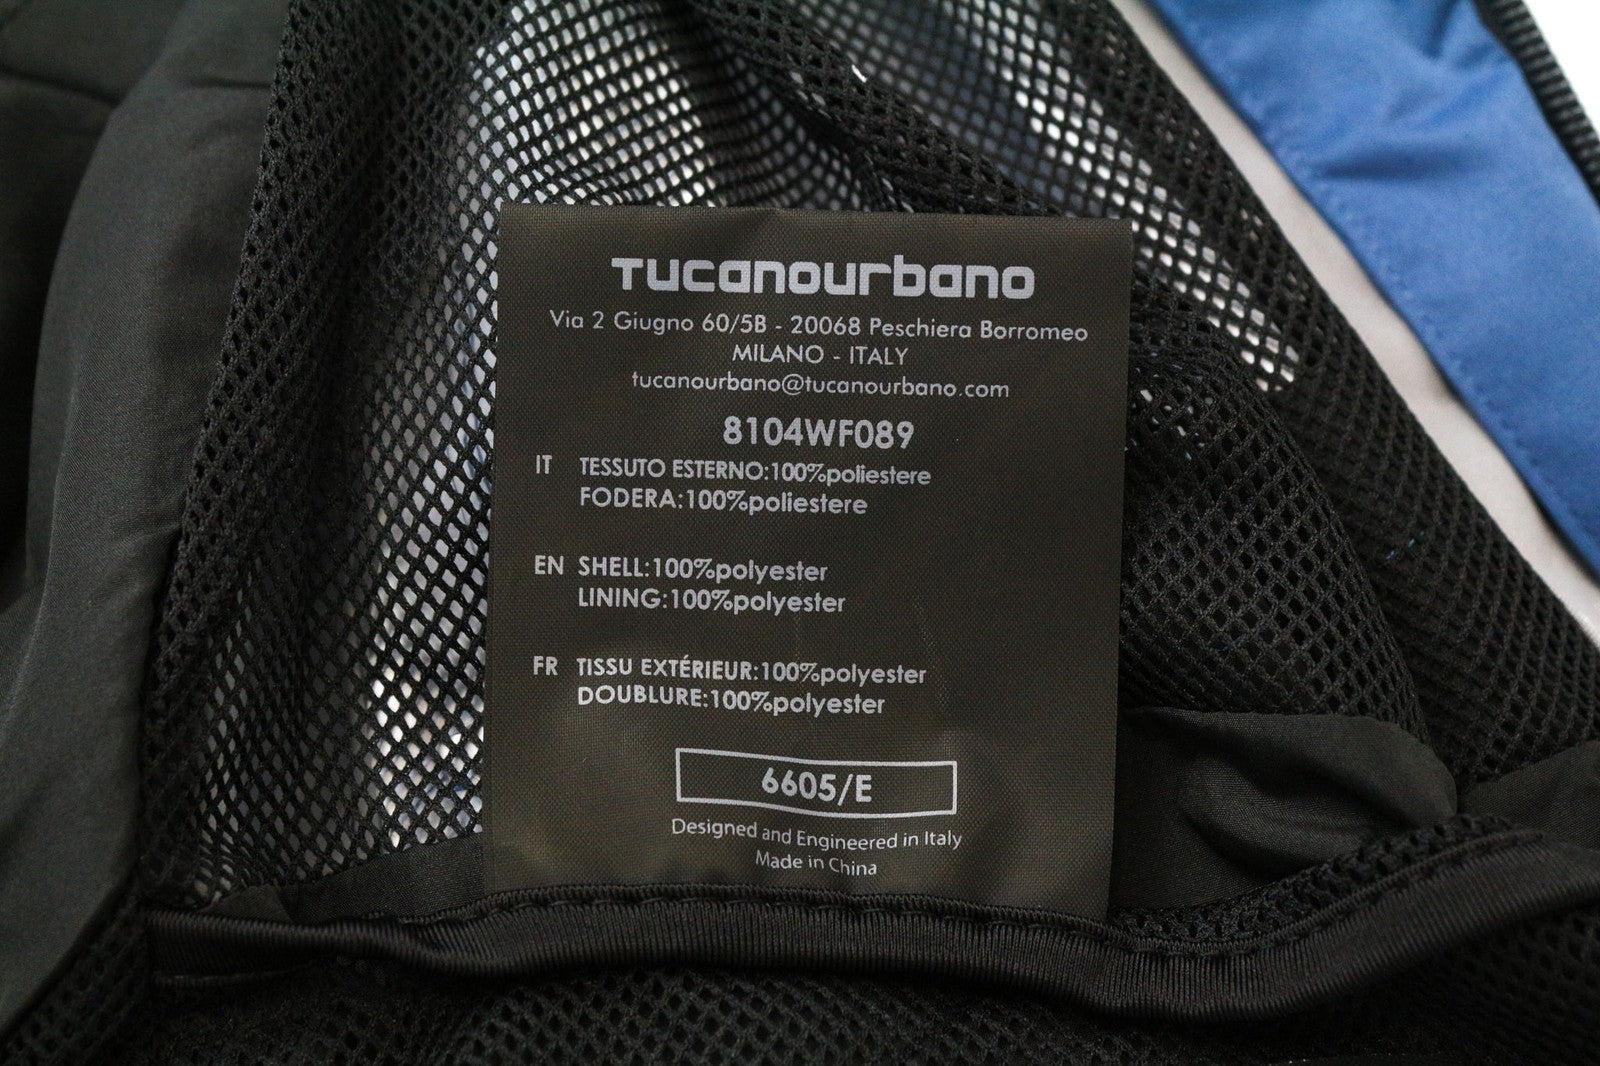 Tucanourbano
Via 2 Giugno 60/5B - 20068 Peschiera Borromeo
MILANO - ITALY
tucanourbano@tucanourbano.com
8104WF089
IT TESSUTO ESTERNO:100%poliestere
FODERA:100%poliestere
EN SHELL:100%polyester
LINING:100%polyester
FR TISSU EXTÉRIEUR:100%polyester
DOUBLURE:100%polyester
6605/E
Designed and Engineered in Italy
Made in China